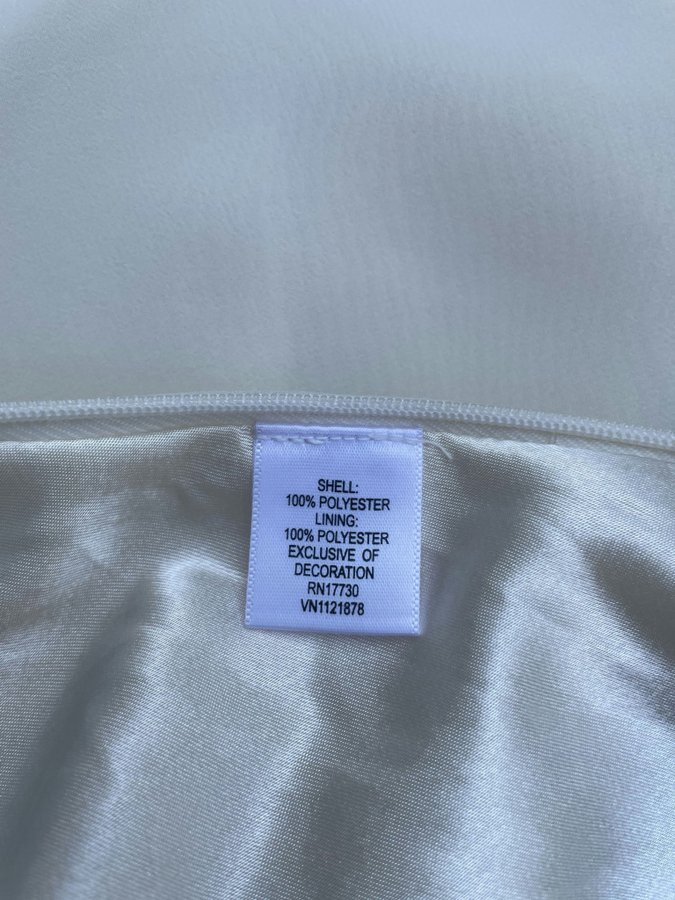 SHELL:
100% POLYESTER
LINING:
100% POLYESTER
EXCLUSIVE OF
DECORATION
RN17730
VN1121878